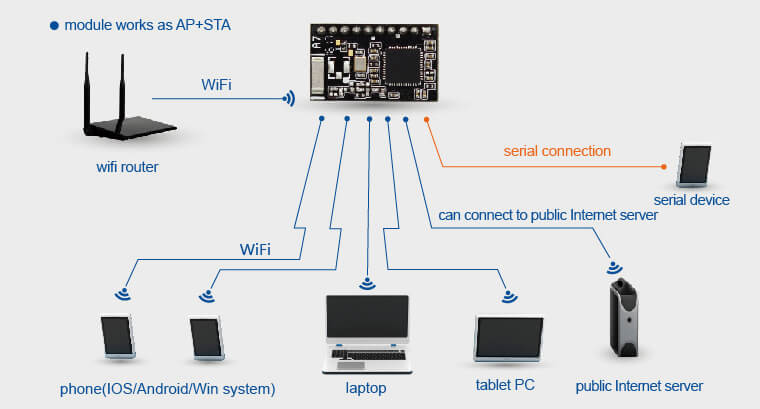 module works as AP+STA
A7
WiFi
wifi router
serial connection
serial device
can connect to public Internet server
WiFi
phone(IOS/Android/Win system)
laptop
tablet PC
public Internet server